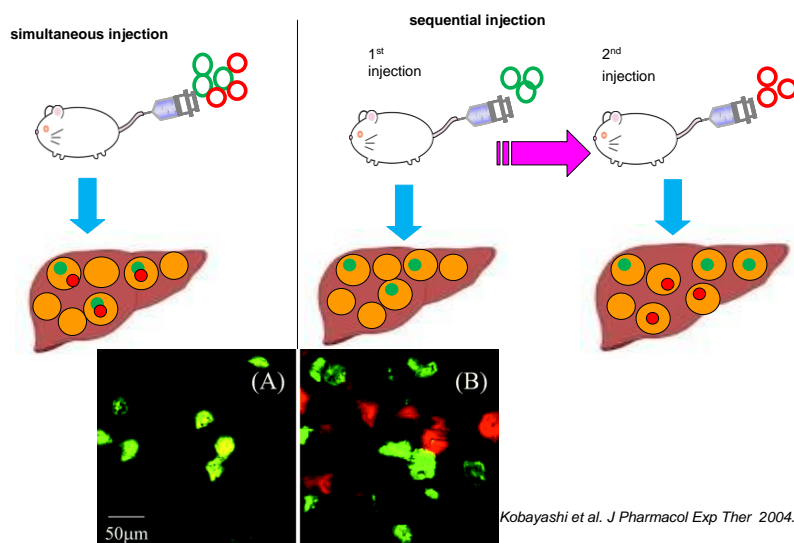 simultaneous injection
sequential injection
1st
injection
2nd
injection
(A)
(B)
50μm
Kobayashi et al. J Pharmacol Exp Ther 2004.